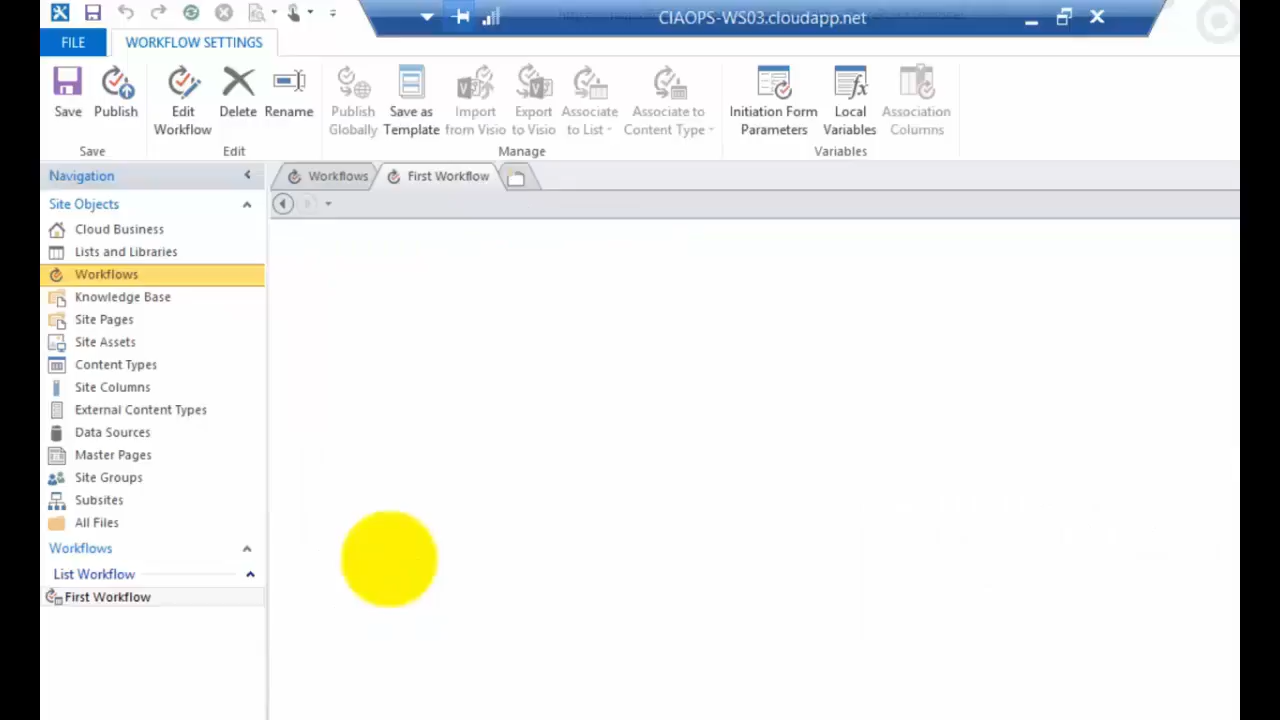 CIAOPS-WS03.cloudapp.net
FILE
WORKFLOW SETTINGS
Save
Publish
Edit
Workflow
Delete
Rename
Publish
Globally
Save as
Template
Import
from Visio
Export
to Visio
Associate
to List
Associate to
Content Type
Initiation Form
Parameters
Local
Variables
Association
Columns
Save
Edit
Manage
Variables
Navigation
Workflows
First Workflow
Site Objects
Cloud Business
Lists and Libraries
Workflows
Knowledge Base
Site Pages
Site Assets
Content Types
Site Columns
External Content Types
Data Sources
Master Pages
Site Groups
Subsites
All Files
Workflows
List Workflow
First Workflow